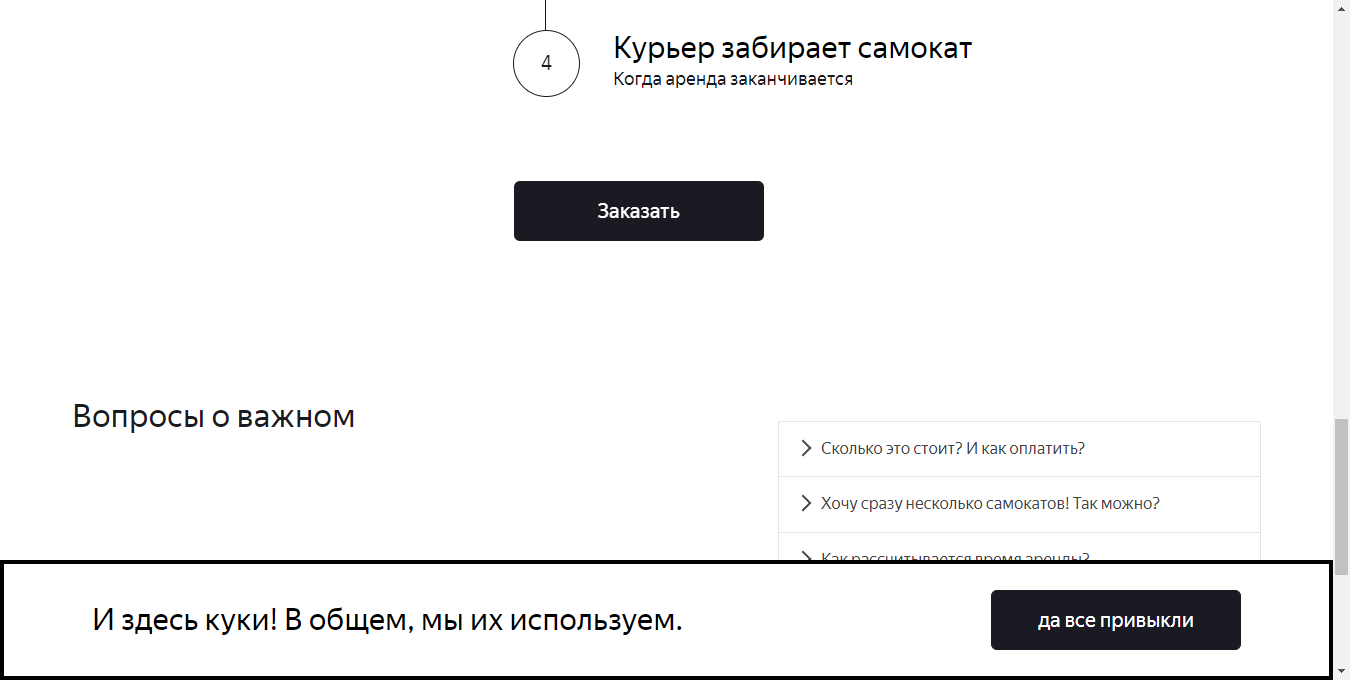 4
Курьер забирает самокат
Когда аренда заканчивается
Заказать
Вопросы о важном
Сколько это стоит? И как оплатить?
Хочу сразу несколько самокатов! Так можно?
Как рассчитывается время аренды?
И здесь куки! В общем, мы их используем.
да все привыкли